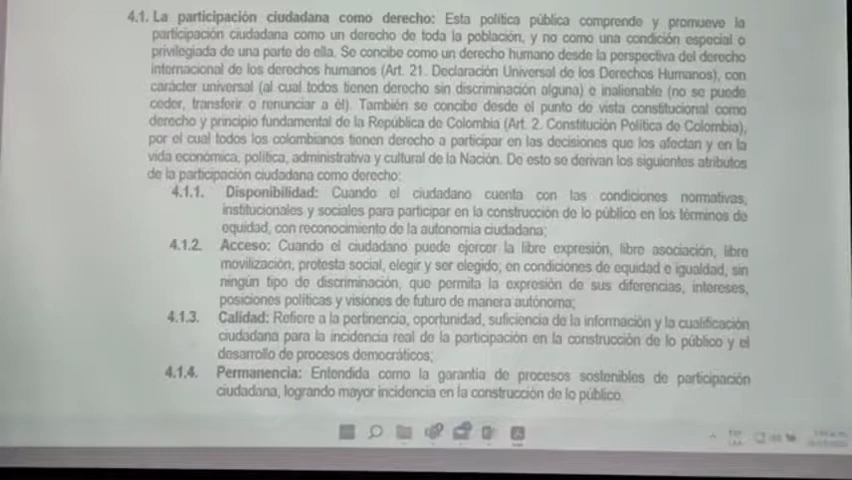 4.1. La participación ciudadana como derecho: Esta política pública comprende y promueve la
participación ciudadana como un derecho de toda la población, y no como una condición especial o
privilegiada de una parte de ella. Se concibe como un derecho humano desde la perspectiva del derecho
internacional de los derechos humanos (Art. 21. Declaración Universal de los Derechos Humanos), con
carácter universal (al cual todos tienen derecho sin discriminación alguna) e inalienable (no se puede
ceder, transferir o renunciar a él). También se concibe desde el punto de vista constitucional como
derecho y principio fundamental de la República de Colombia (Art. 2. Constitución Política de Colombia),
por el cual todos los colombianos tienen derecho a participar en las decisiones que los afectan y en la
vida económica, política, administrativa y cultural de la Nación. De esto se derivan los siguientes atributos
de la participación ciudadana como derecho:
4.1.1. Disponibilidad: Cuando el ciudadano cuenta con las condiciones normativas,
institucionales y sociales para participar en la construcción de lo público en los términos de
equidad, con reconocimiento de la autonomía ciudadana;
4.1.2. Acceso: Cuando el ciudadano puede ejercer la libre expresión, libre asociación, libre
movilización, protesta social, elegir y ser elegido; en condiciones de equidad e igualdad, sin
ningún tipo de discriminación, que permita la expresión de sus diferencias, intereses,
posiciones políticas y visiones de futuro de manera autónoma;
4.1.3. Calidad: Refiere a la pertinencia, oportunidad, suficiencia de la información y la cualificación
ciudadana para la incidencia real de la participación en la construcción de lo público y el
desarrollo de procesos democráticos;
4.1.4. Permanencia: Entendida como la garantía de procesos sostenibles de participación
ciudadana, logrando mayor incidencia en la construcción de lo público.